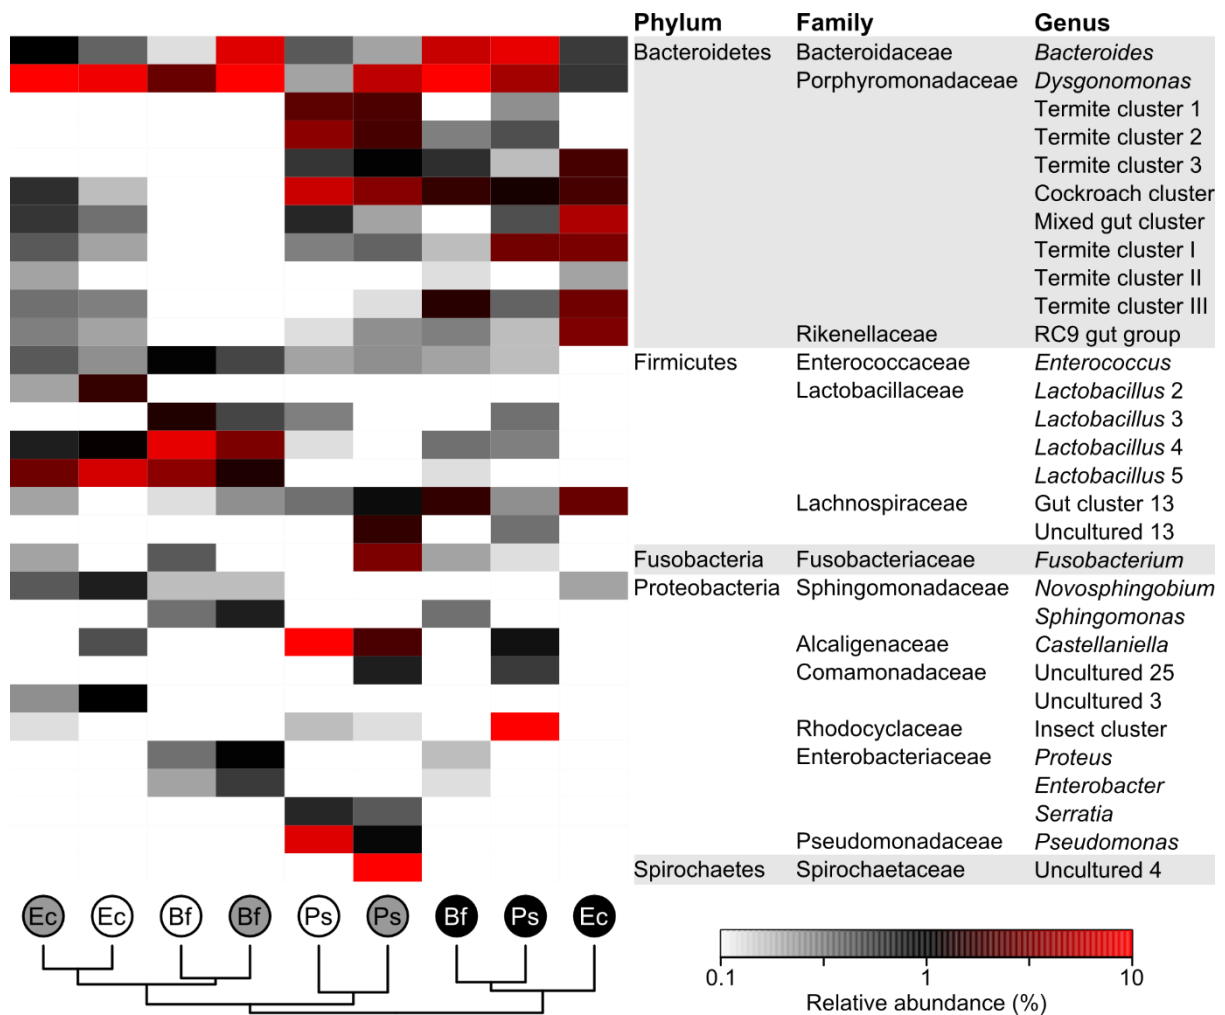 Phylum Family Genus
Bacteroidetes Bacteroidaceae Bacteroides
Porphyromonadaceae Dysgonomonas
Termite cluster 1
Termite cluster 2
Termite cluster 3
Cockroach cluster
Mixed gut cluster
Termite cluster I
Termite cluster II
Termite cluster III
Rikenellaceae RC9 gut group
Firmicutes Enterococcaceae Enterococcus
Lactobacillaceae Lactobacillus 2
Lactobacillus 3
Lactobacillus 4
Lactobacillus 5
Lachnospiraceae Gut cluster 13
Uncultured 13
Fusobacteria Fusobacteriaceae Fusobacterium
Proteobacteria Sphingomonadaceae Novosphingobium
Sphingomonas
Alcaligenaceae Castellaniella
Comamonadaceae Uncultured 25
Uncultured 3
Rhodocyclaceae Insect cluster
Enterobacteriaceae Proteus
Enterobacter
Serratia
Pseudomonadaceae Pseudomonas
Spirochaetes Spirochaetaceae Uncultured 4
Ec Ec Bf Bf Ps Ps Bf Ps Ec
0.1 1 10
Relative abundance (%)